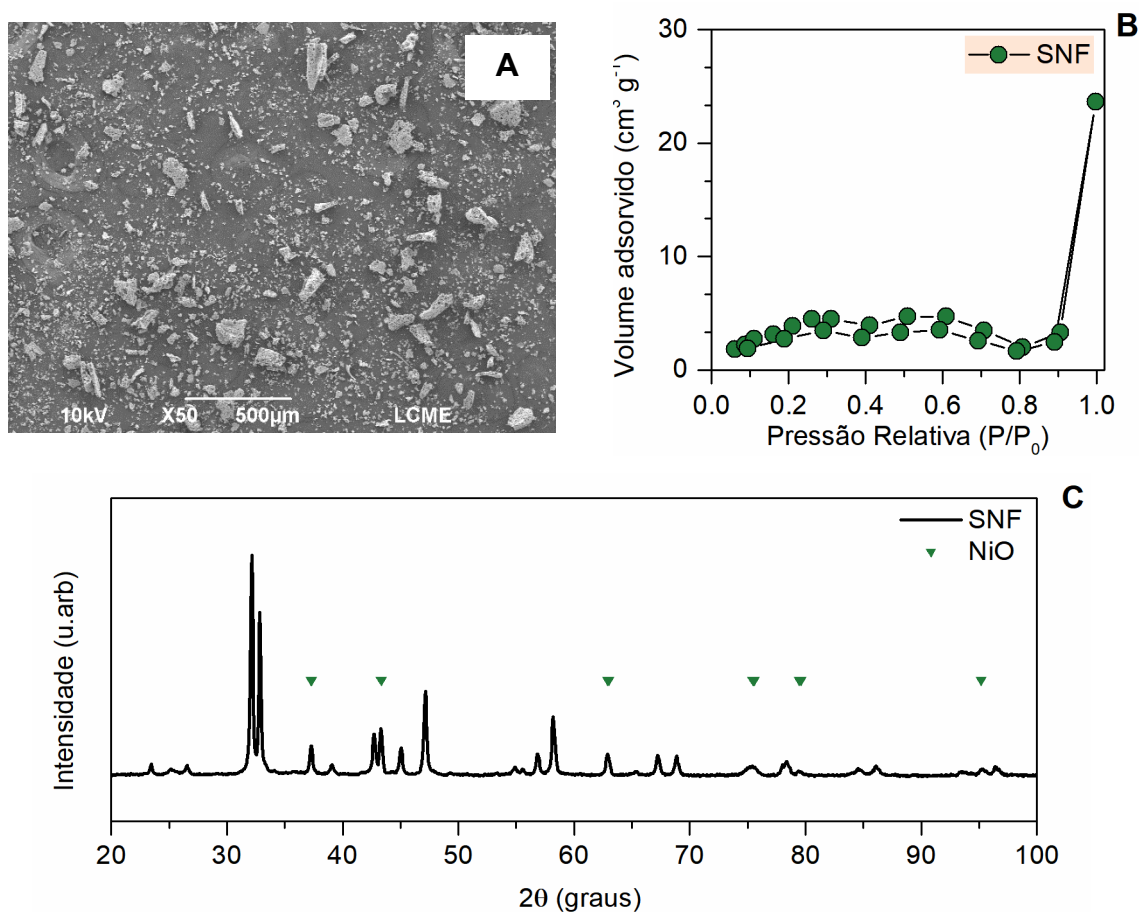 A
10kV X50 500µm LCME
B
SNF
Volume adsorvido (cm³ g⁻¹)
30
20
10
0
0.0 0.2 0.4 0.6 0.8 1.0
Pressão Relativa (P/P₀)
C
SNF
NiO
Intensidade (u.arb)
20 30 40 50 60 70 80 90 100
2θ (graus)